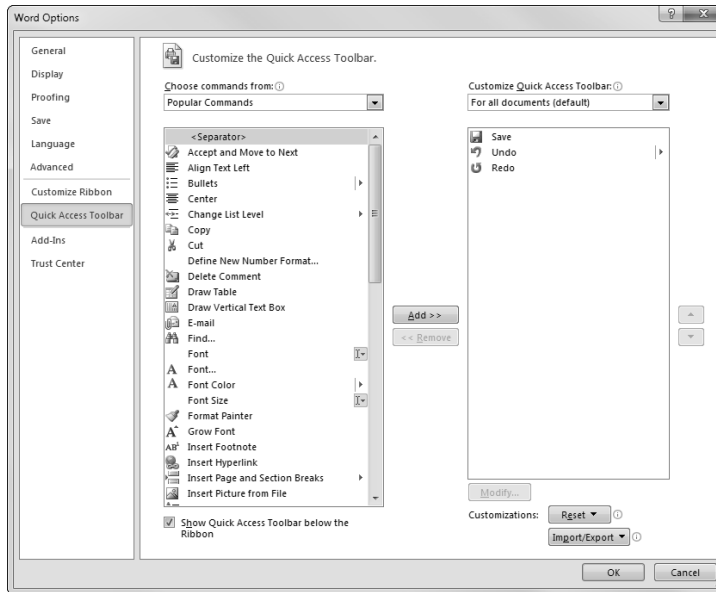 Word Options
General
Display
Proofing
Save
Language
Advanced
Customize Ribbon
Quick Access Toolbar
Add-Ins
Trust Center
Customize the Quick Access Toolbar.
Choose commands from:
Popular Commands
<Separator>
Accept and Move to Next
Align Text Left
Bullets
Center
Change List Level
Copy
Cut
Define New Number Format...
Delete Comment
Draw Table
Draw Vertical Text Box
E-mail
Find...
Font
Font...
Font Color
Font Size
Format Painter
Grow Font
Insert Footnote
Insert Hyperlink
Insert Page and Section Breaks
Insert Picture from File
Show Quick Access Toolbar below the
Ribbon
Add >>
<< Remove
Customize Quick Access Toolbar:
For all documents (default)
Save
Undo
Redo
Modify...
Customizations: Reset
Import/Export
OK Cancel